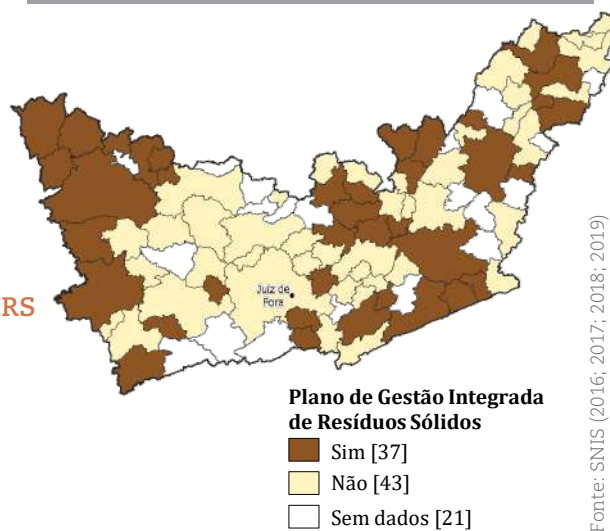 RS
Juiz de
Fora
Plano de Gestão Integrada
de Resíduos Sólidos
Sim [37]
Não [43]
Sem dados [21]
Fonte: SNIS (2016; 2017; 2018; 2019)